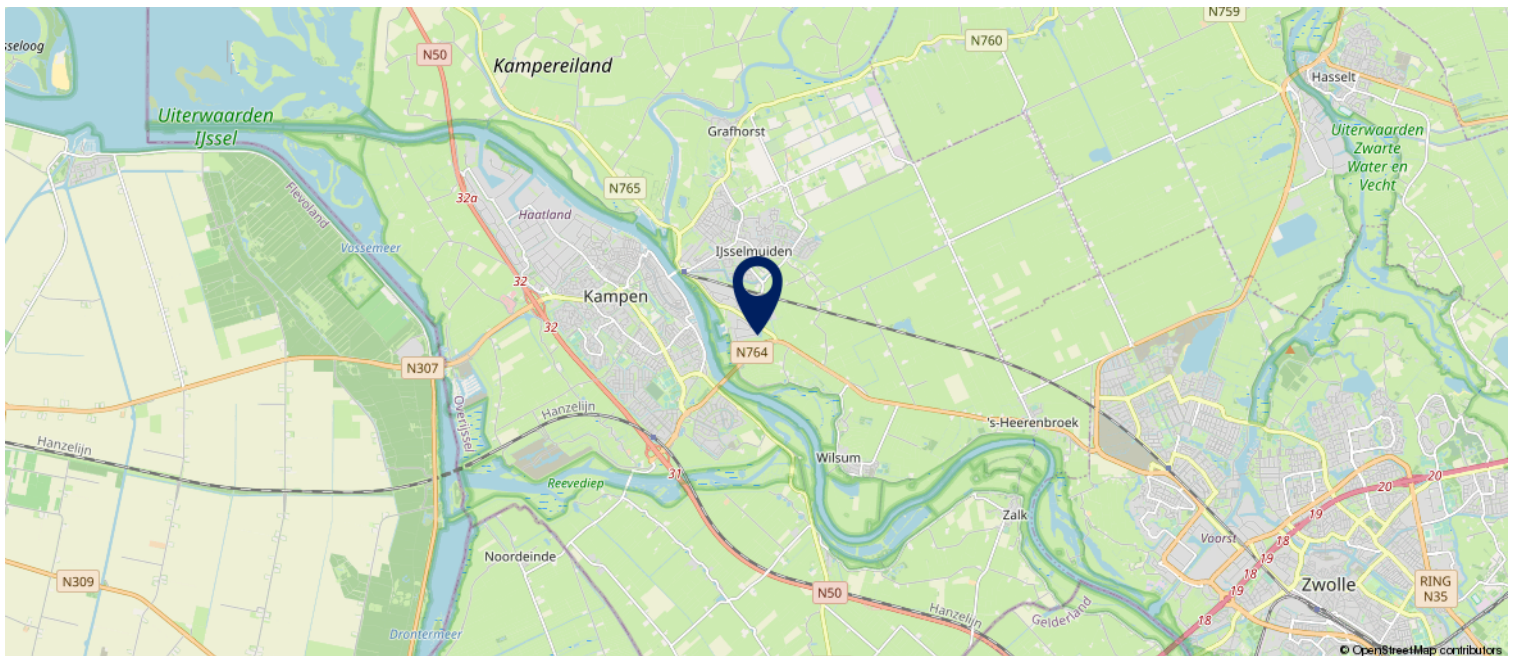 N759
N760
N50
sseloog
Kampereiland
Hasselt
Uiterwaarden
IJssel
Grafhorst
Uiterwaarden
Zwarte
Water en
Vecht
N765
32a
Flevoland
Haatland
Vossemeer
IJsselmuiden
32
Kampen
32
N764
N307
Overijssel
Hanzelijn
's-Heerenbroek
Hanzelijn
Wilsum
31
Reevediep
20
20
19
Zalk
18
Voorst
Noordeinde
18
19
N309
N50
Zwolle
RING
N35
Hanzelijn
Gelderland
18
Drontermeer
© OpenStreetMap contributors